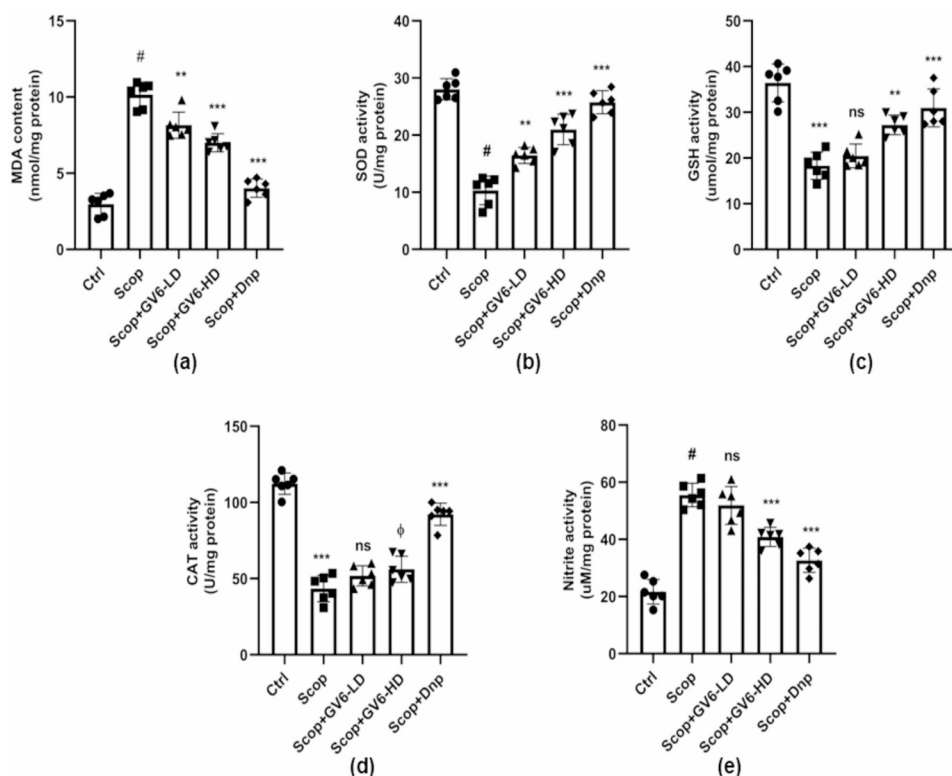 MDA content
(nmol/mg protein)
15
10
5
0
#
**
***
***
Ctrl
Scop
Scop+GV6-LD
Scop+GV6-HD
Scop+Dnp
(a)
SOD activity
(U/mg protein)
40
30
20
10
0
#
**
***
***
Ctrl
Scop
Scop+GV6-LD
Scop+GV6-HD
Scop+Dnp
(b)
GSH activity
(umol/mg protein)
50
40
30
20
10
0
***
ns
**
***
Ctrl
Scop
Scop+GV6-LD
Scop+GV6-HD
Scop+Dnp
(c)
CAT activity
(U/mg protein)
150
100
50
0
***
ns
ϕ
***
Ctrl
Scop
Scop+GV6-LD
Scop+GV6-HD
Scop+Dnp
(d)
Nitrite activity
(uM/mg protein)
80
60
40
20
0
#
ns
***
***
Ctrl
Scop
Scop+GV6-LD
Scop+GV6-HD
Scop+Dnp
(e)